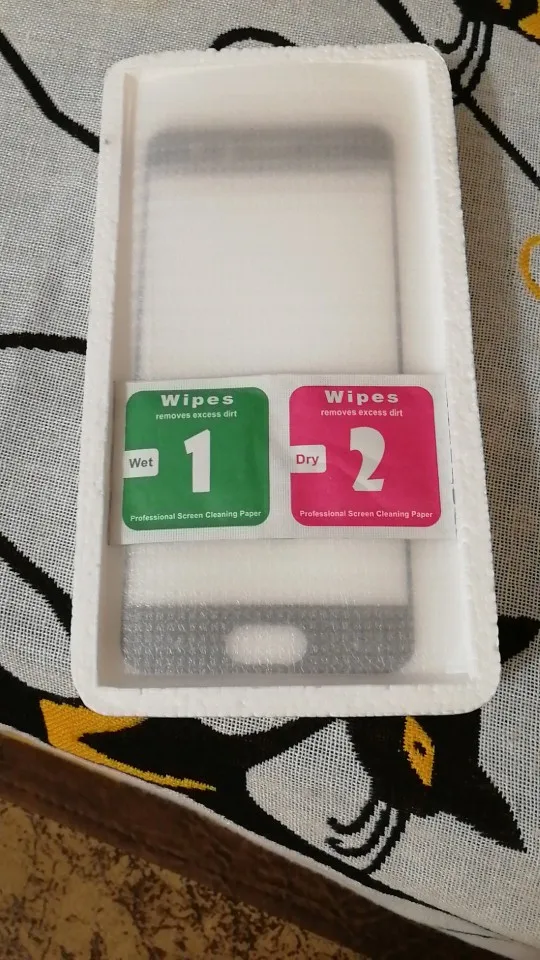 Wipes
removes excess dirt
Wet
1
Professional Screen Cleaning Paper
Wipes
removes excess dirt
Dry
2
Professional Screen Cleaning Paper